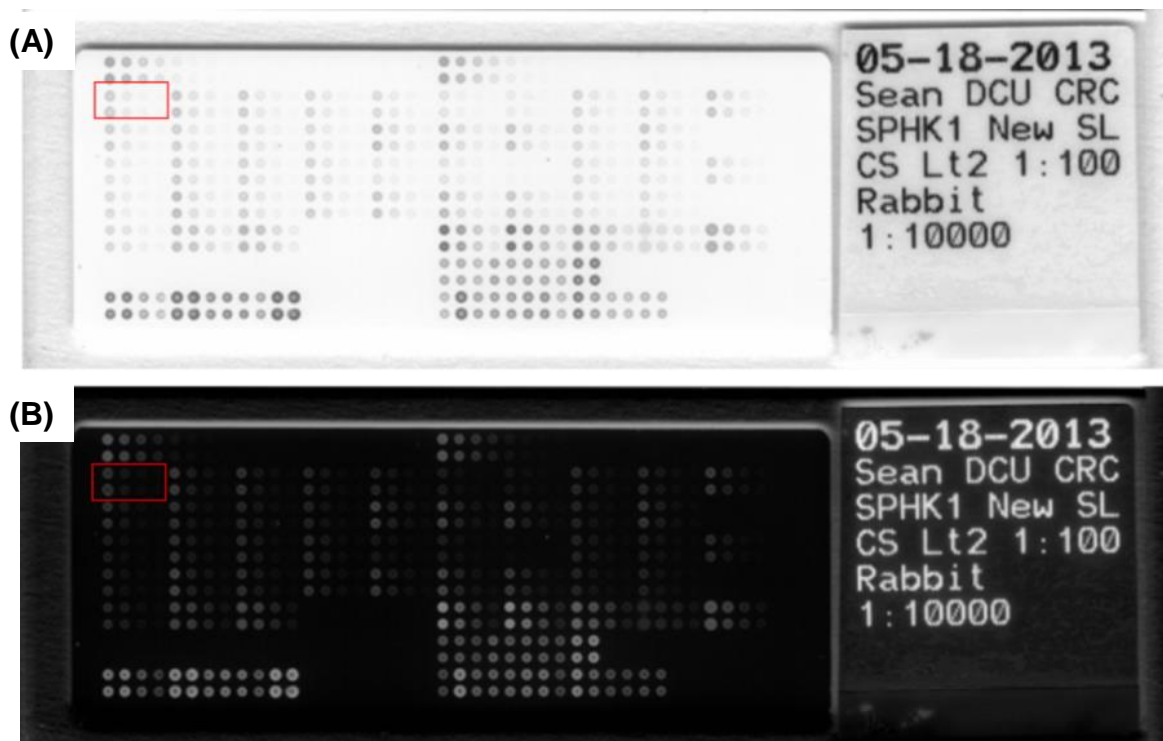 (A)
05-18-2013
Sean DCU CRC
SPHK1 New SL
CS Lt2 1:100
Rabbit
1:10000
(B)
05-18-2013
Sean DCU CRC
SPHK1 New SL
CS Lt2 1:100
Rabbit
1:10000